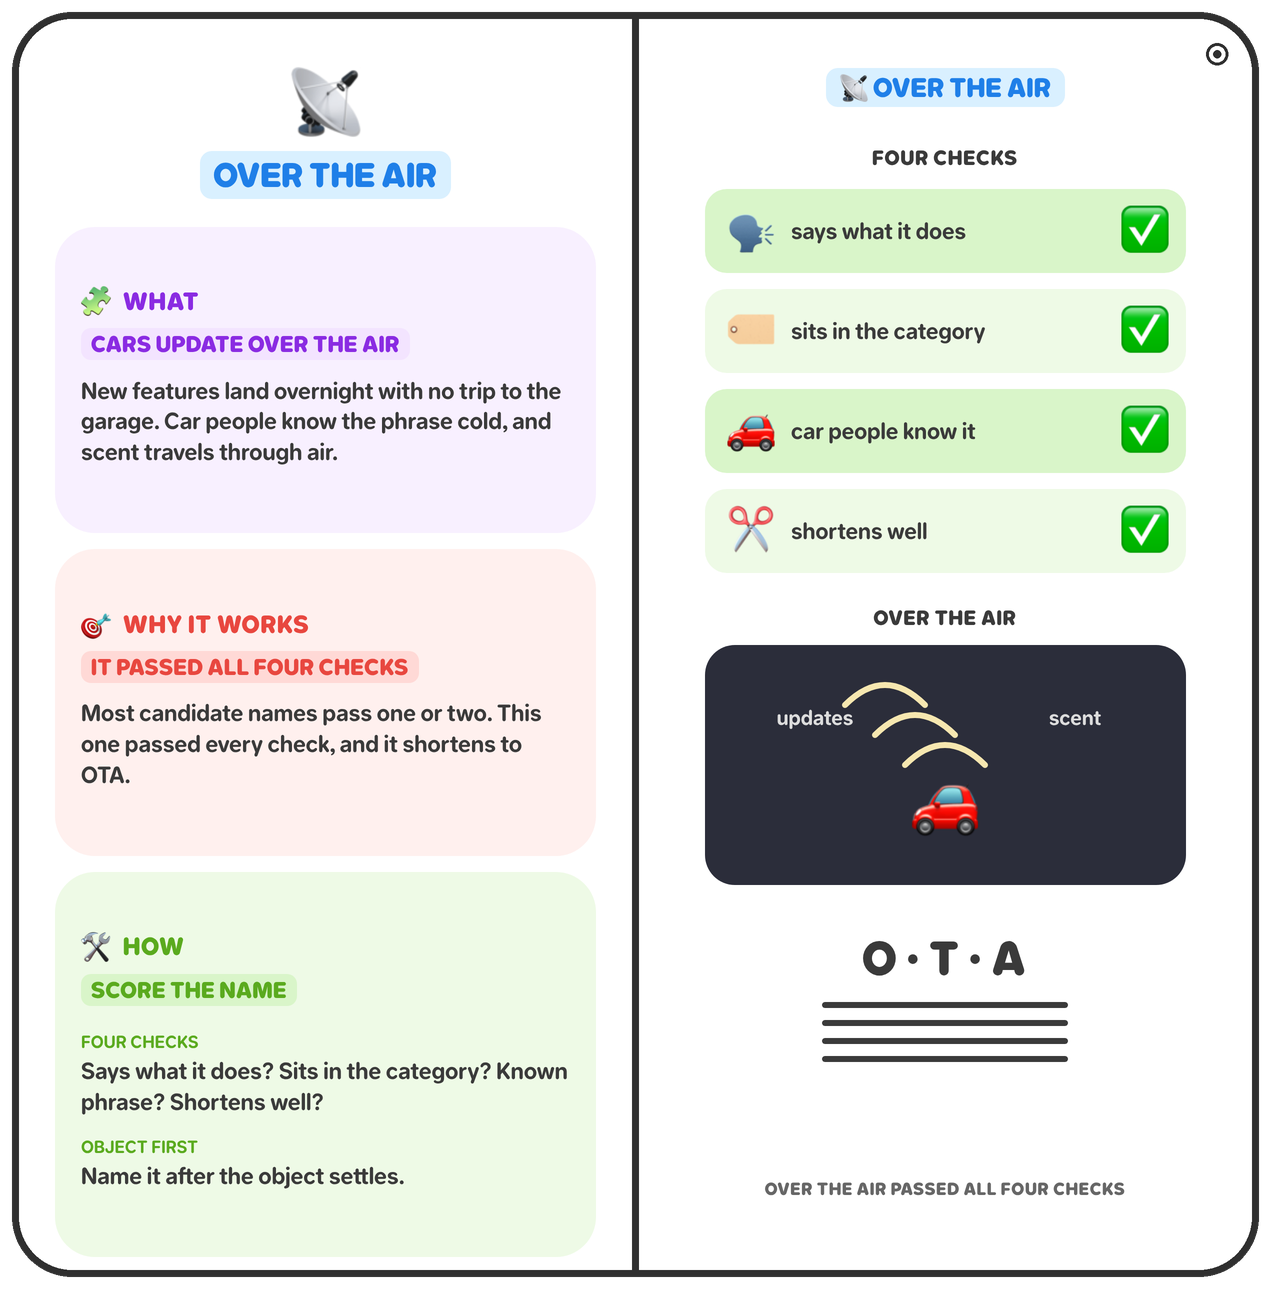 OVER THE AIR
WHAT
CARS UPDATE OVER THE AIR
New features land overnight with no trip to the
garage. Car people know the phrase cold, and
scent travels through air.
WHY IT WORKS
IT PASSED ALL FOUR CHECKS
Most candidate names pass one or two. This
one passed every check, and it shortens to
OTA.
HOW
SCORE THE NAME
FOUR CHECKS
Says what it does? Sits in the category? Known
phrase? Shortens well?
OBJECT FIRST
Name it after the object settles.
OVER THE AIR
FOUR CHECKS
says what it does
sits in the category
car people know it
shortens well
OVER THE AIR
updates
scent
O·T·A
OVER THE AIR PASSED ALL FOUR CHECKS